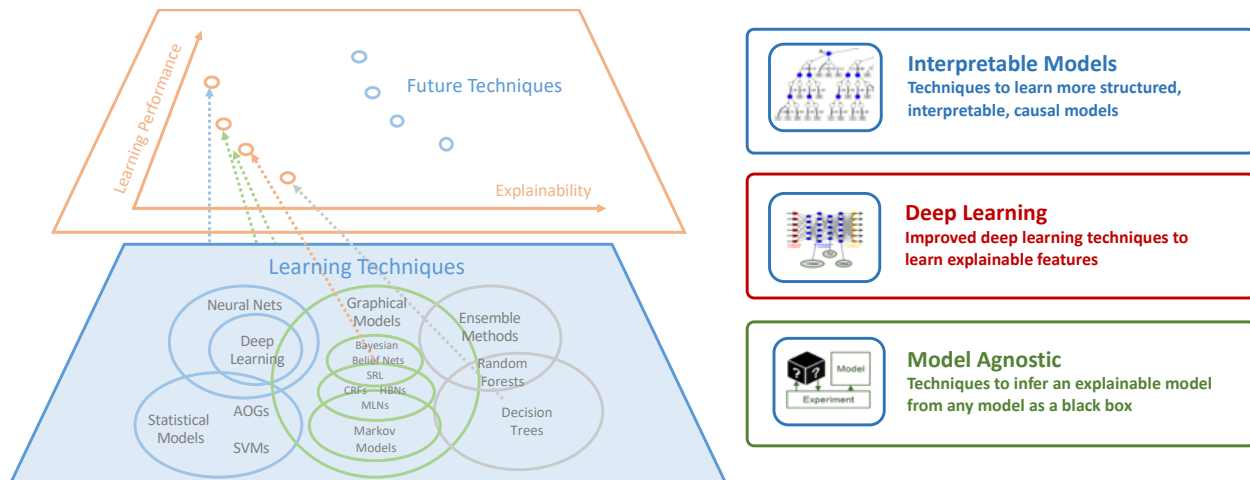 Learning Performance
Future Techniques
Explainability
Learning Techniques
Neural Nets
Deep
Learning
Statistical
Models
AOGs
SVMs
Graphical
Models
Bayesian
Belief Nets
SRL
CRFs HBNs
MLNs
Markov
Models
Ensemble
Methods
Random
Forests
Decision
Trees
Interpretable Models
Techniques to learn more structured,
interpretable, causal models
Deep Learning
Improved deep learning techniques to
learn explainable features
? ?
Model
Experiment
Model Agnostic
Techniques to infer an explainable model
from any model as a black box